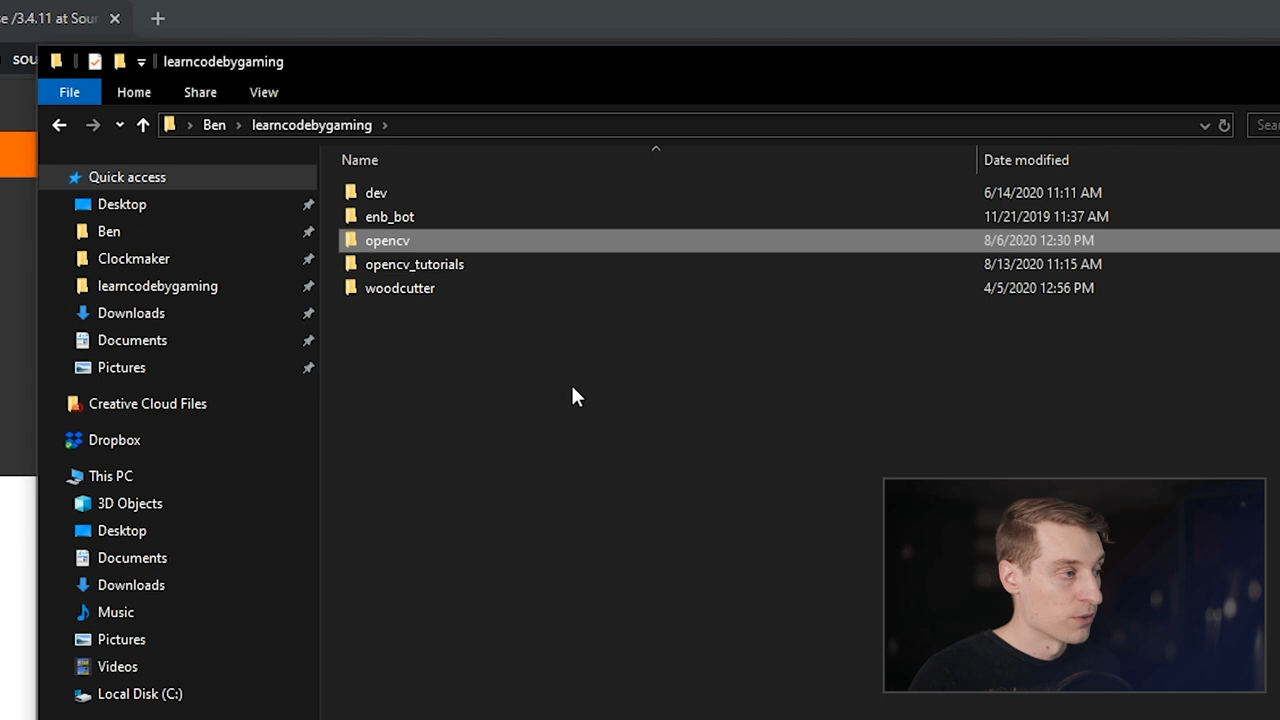 se /3.4.11 at Sour
SOU
learncodebygaming
File Home Share View
Ben learncodebygaming
Sea
Name Date modified
Quick access
Desktop
Ben
Clockmaker
learncodebygaming
Downloads
Documents
Pictures
Creative Cloud Files
Dropbox
This PC
3D Objects
Desktop
Documents
Downloads
Music
Pictures
Videos
Local Disk (C:)
dev 6/14/2020 11:11 AM
enb_bot 11/21/2019 11:37 AM
opencv 8/6/2020 12:30 PM
opencv_tutorials 8/13/2020 11:15 AM
woodcutter 4/5/2020 12:56 PM